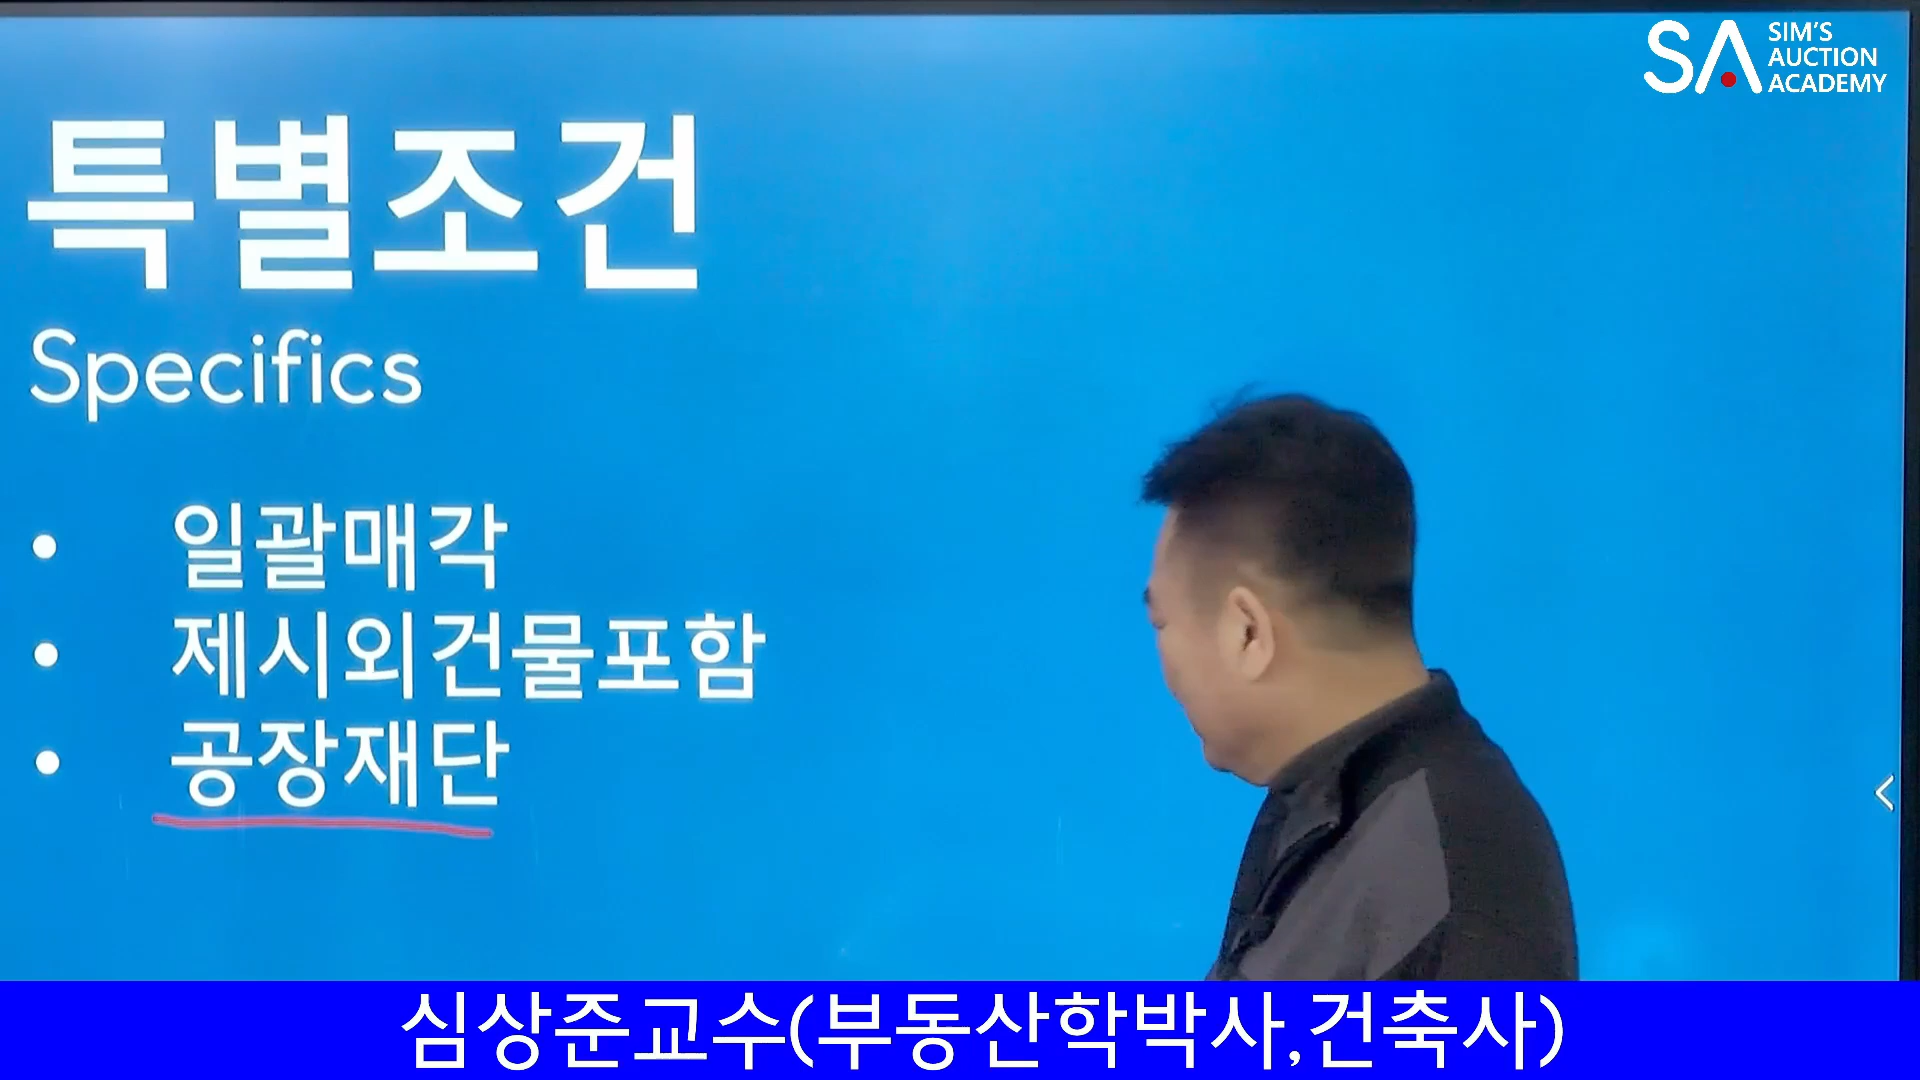 SA
SIM'S
AUCTION
ACADEMY
특별조건
Specifics
• 일괄매각
• 제시외건물포함
• 공장재단
심상준교수(부동산학박사,건축사)